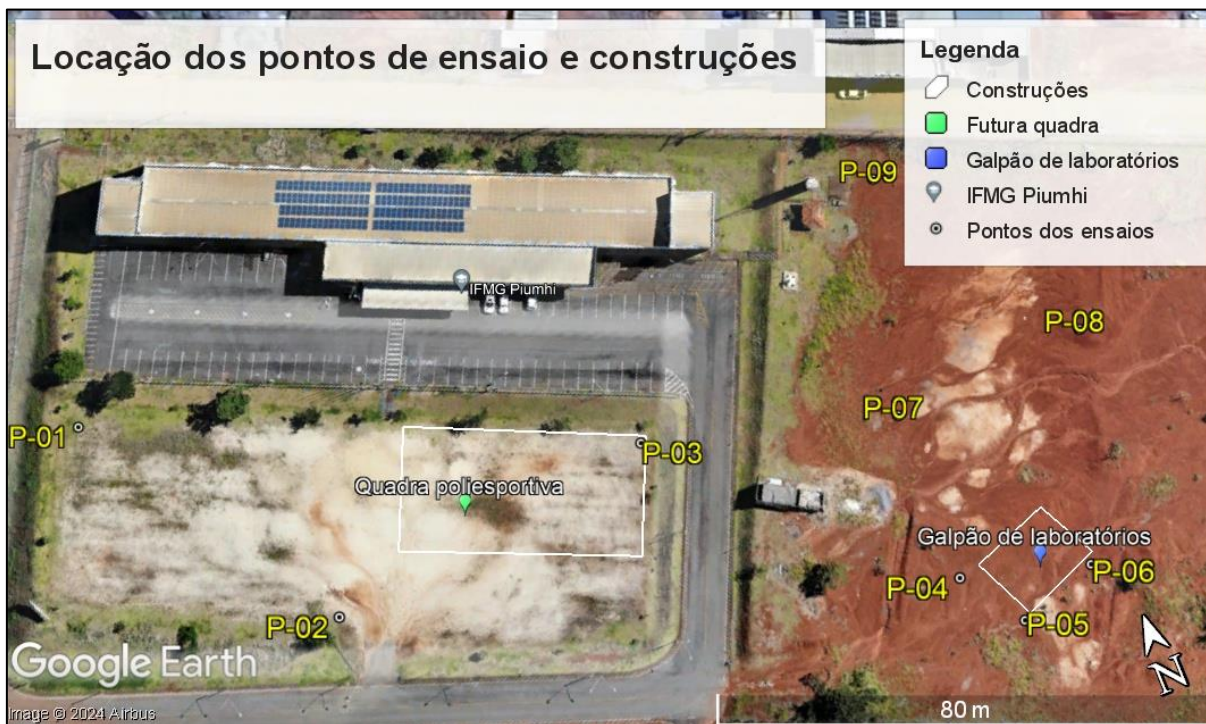 Locação dos pontos de ensaio e construções
Legenda
Construções
Futura quadra
Galpão de laboratórios
IFMG Piumhi
Pontos dos ensaios
P-09
IFMG Piumhi
P-08
P-07
P-01
P-03
Quadra poliesportiva
Galpão de laboratórios
P-04
P-06
P-02
P-05
Google Earth
N
Image © 2024 Airbus
80 m